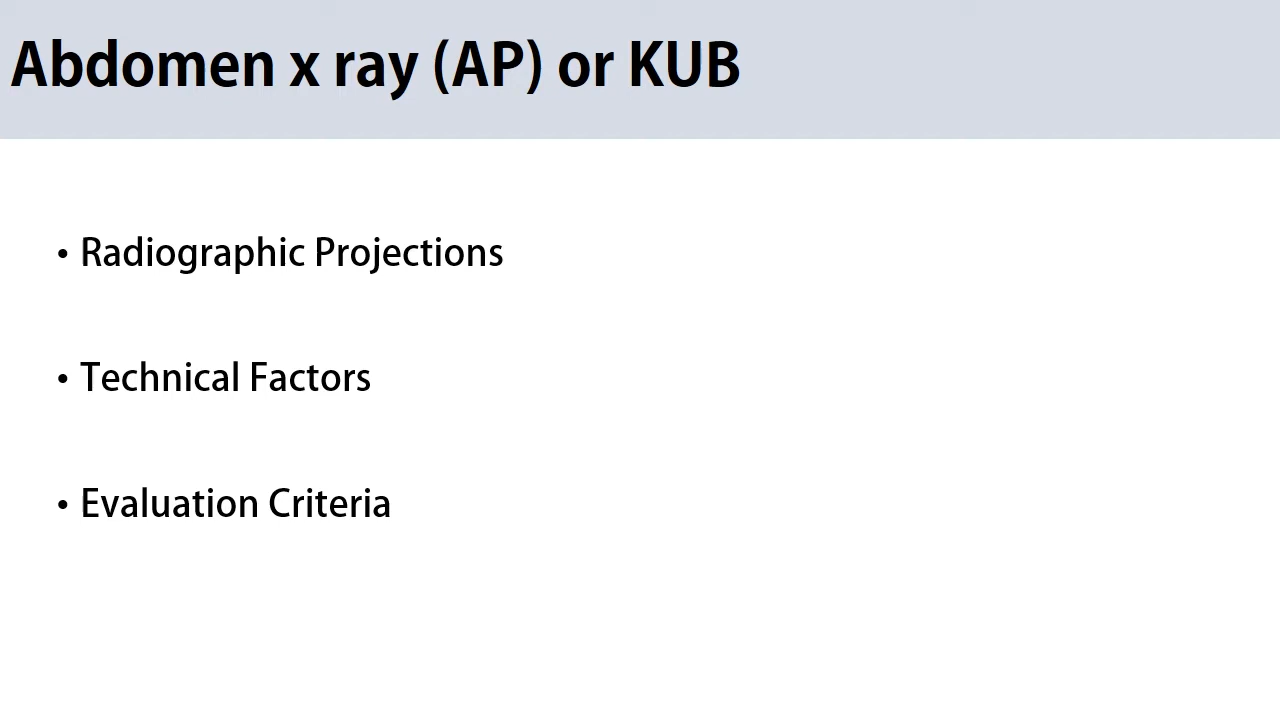 Abdomen x ray (AP) or KUB
• Radiographic Projections
• Technical Factors
• Evaluation Criteria